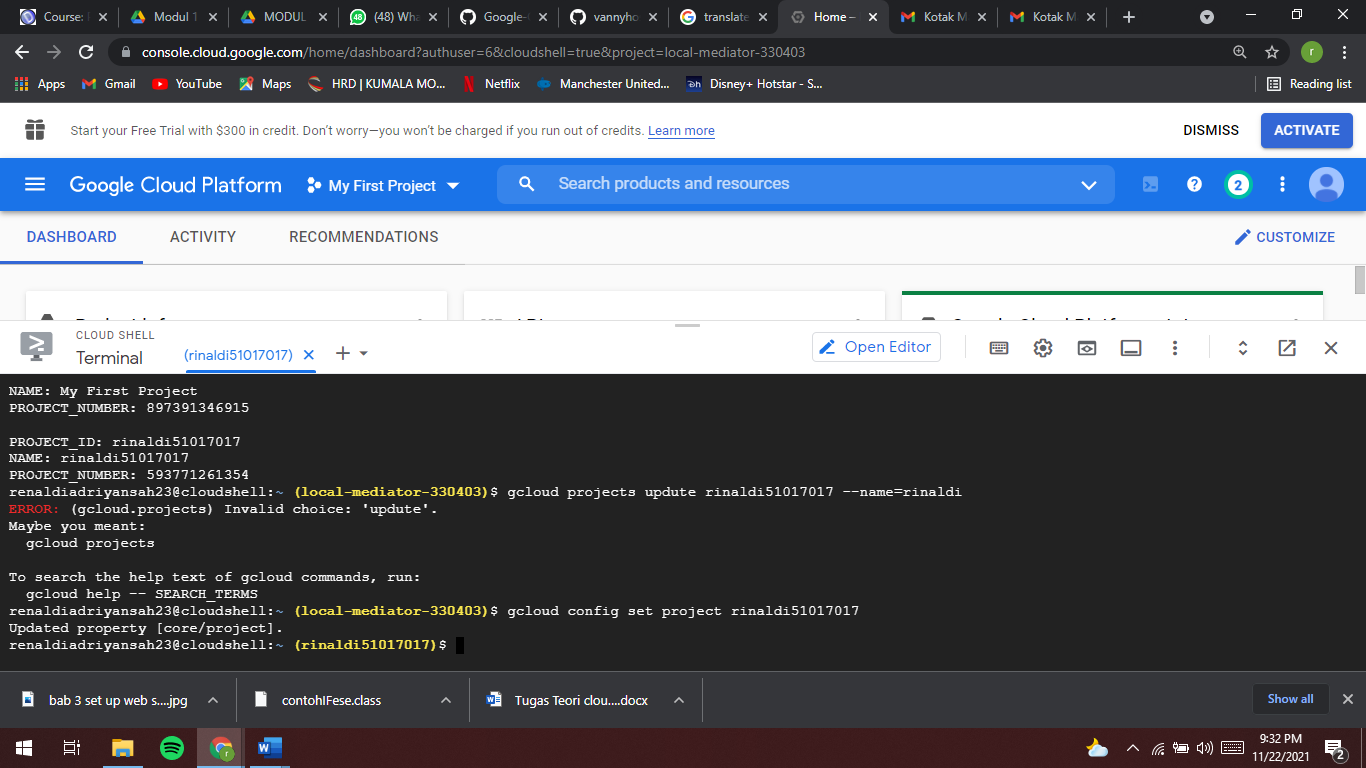 Course:
Modul 1
MODUL
(48) Wha
Google-
vannyho
translate
Home –
Kotak M
Kotak M
console.cloud.google.com/home/dashboard?authuser=6&cloudshell=true&project=local-mediator-330403
r
Apps
Gmail
YouTube
Maps
HRD | KUMALA MO...
Netflix
Manchester United...
Disney+ Hotstar - S...
Reading list
Start your Free Trial with $300 in credit. Don't worry—you won't be charged if you run out of credits. Learn more
DISMISS
ACTIVATE
Google Cloud Platform
My First Project
Search products and resources
2
DASHBOARD
ACTIVITY
RECOMMENDATIONS
CUSTOMIZE
CLOUD SHELL
Terminal
(rinaldi51017017)
Open Editor
NAME: My First Project
PROJECT_NUMBER: 897391346915
PROJECT_ID: rinaldi51017017
NAME: rinaldi51017017
PROJECT_NUMBER: 593771261354
renaldiadriyansah23@cloudshell:~ (local-mediator-330403)$ gcloud projects updute rinaldi51017017 --name=rinaldi
ERROR: (gcloud.projects) Invalid choice: 'updute'.
Maybe you meant:
gcloud projects
To search the help text of gcloud commands, run:
gcloud help -- SEARCH_TERMS
renaldiadriyansah23@cloudshell:~ (local-mediator-330403)$ gcloud config set project rinaldi51017017
Updated property [core/project].
renaldiadriyansah23@cloudshell:~ (rinaldi51017017)$
bab 3 set up web s....jpg
contohIFese.class
Tugas Teori clou....docx
Show all
9:32 PM
11/22/2021
2